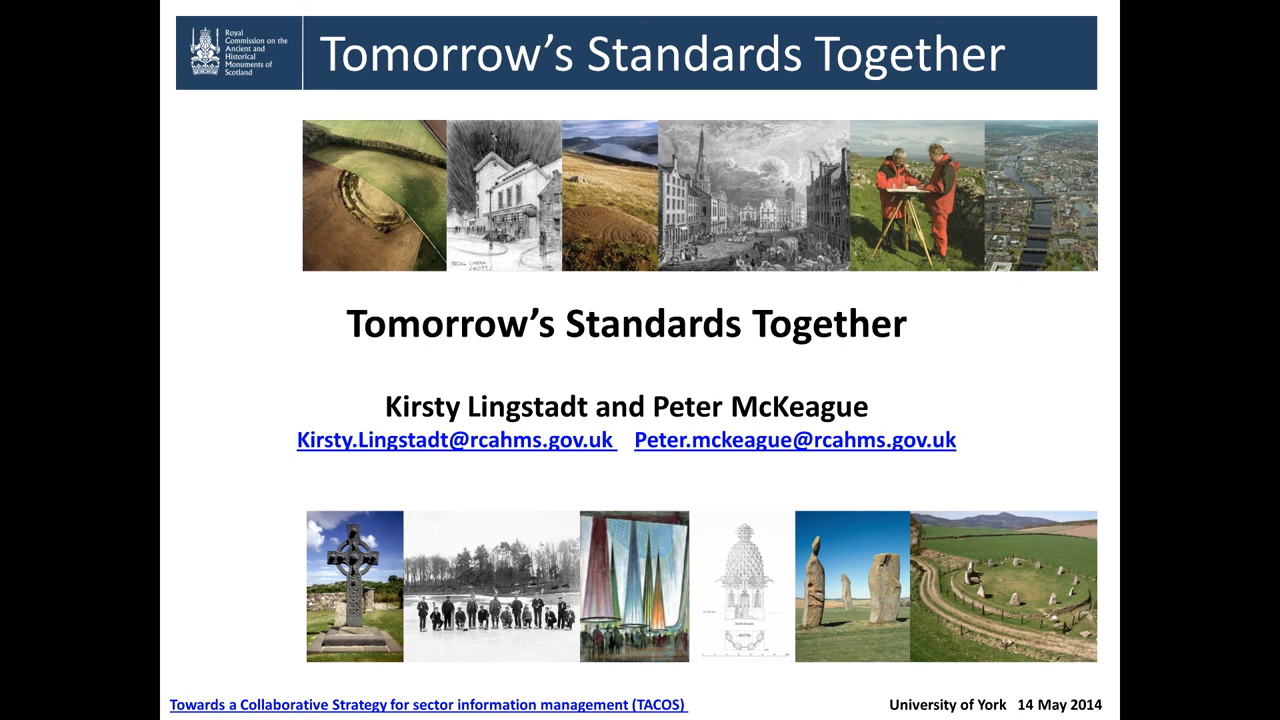 Royal
Commission on the
Ancient and
Historical
Monuments of
Scotland
Tomorrow’s Standards Together
Tomorrow’s Standards Together
Kirsty Lingstadt and Peter McKeague
Kirsty.Lingstadt@rcahms.gov.uk Peter.mckeague@rcahms.gov.uk
Towards a Collaborative Strategy for sector information management (TACOS)
University of York 14 May 2014